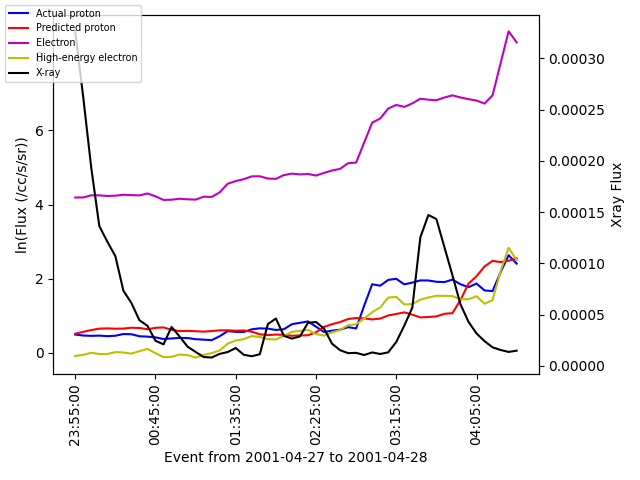 Actual proton
Predicted proton
Electron
High-energy electron
X-ray
ln(Flux (/cc/s/sr))
0
2
4
6
0.00000
0.00005
0.00010
0.00015
0.00020
0.00025
0.00030
Xray Flux
23:55:00
00:45:00
01:35:00
02:25:00
03:15:00
04:05:00
Event from 2001-04-27 to 2001-04-28